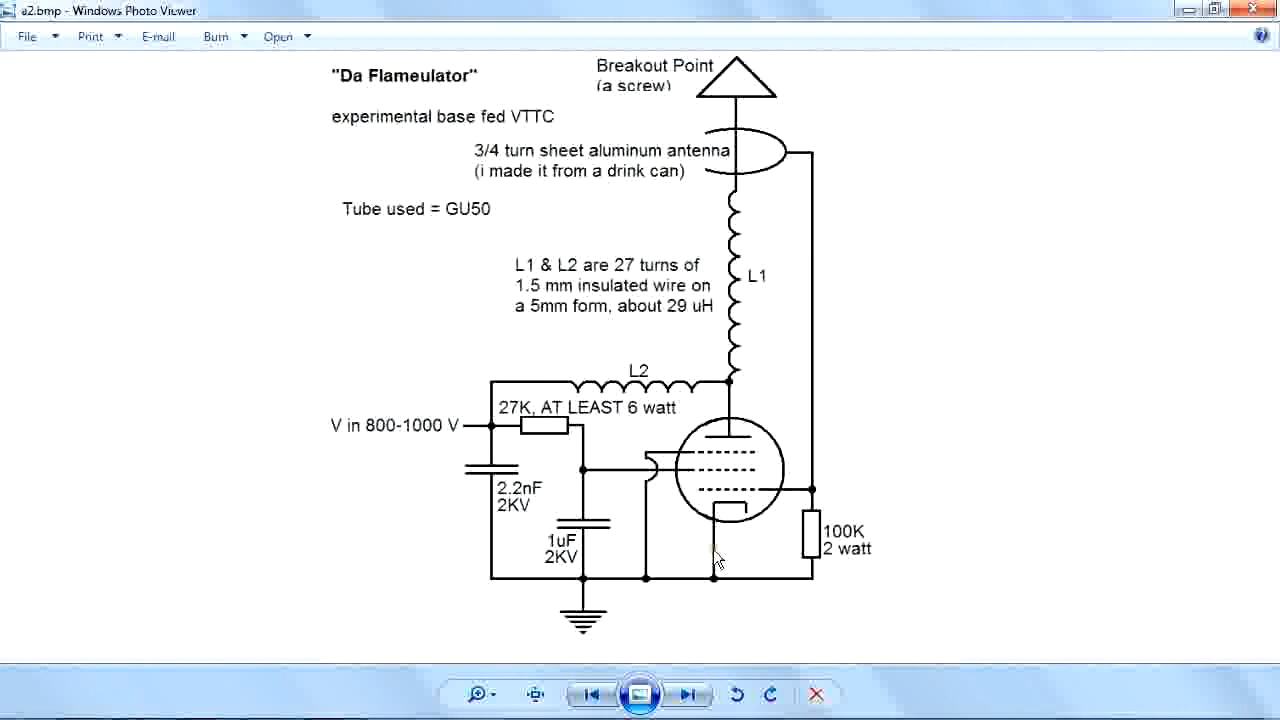 a2.bmp - Windows Photo Viewer
File Print E-mail Burn Open
"Da Flameulator"
Breakout Point
(a screw)
experimental base fed VTTC
3/4 turn sheet aluminum antenna
(i made it from a drink can)
Tube used = GU50
L1 & L2 are 27 turns of
1.5 mm insulated wire on
a 5mm form, about 29 uH
L1
L2
27K, AT LEAST 6 watt
V in 800-1000 V
2.2nF
2KV
1uF
2KV
100K
2 watt